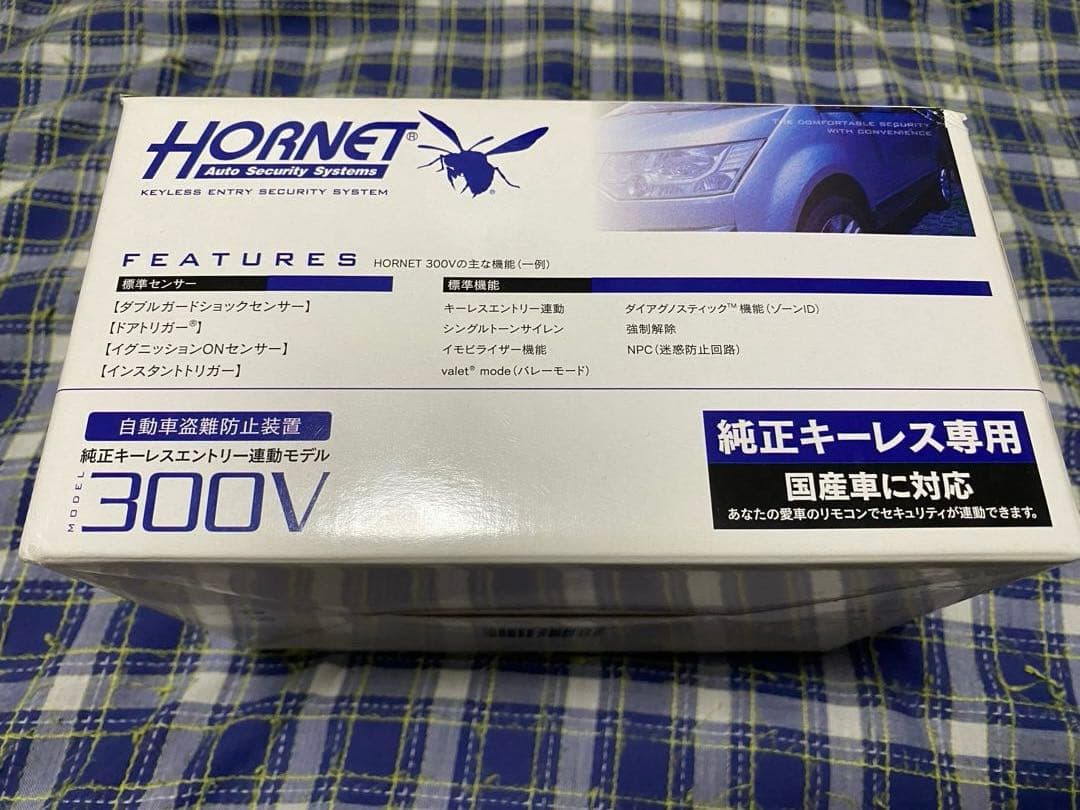 HORNET®
Auto Security Systems
KEYLESS ENTRY SECURITY SYSTEM
THE COMFORTABLE SECURITY
WITH CONVENIENCE
FEATURES HORNET 300Vの主な機能(一例)
標準センサー
【ダブルガードショックセンサー】
【ドアトリガー®】
【イグニッションONセンサー】
【インスタントトリガー】
標準機能
キーレスエントリー連動 ダイアグノスティック™機能(ゾーンID)
シングルトーンサイレン 強制解除
イモビライザー機能 NPC(迷惑防止回路)
valet® mode(バレーモード)
自動車盗難防止装置
純正キーレスエントリー連動モデル
MODEL 300V
純正キーレス専用
国産車に対応
あなたの愛車のリモコンでセキュリティが連動できます。